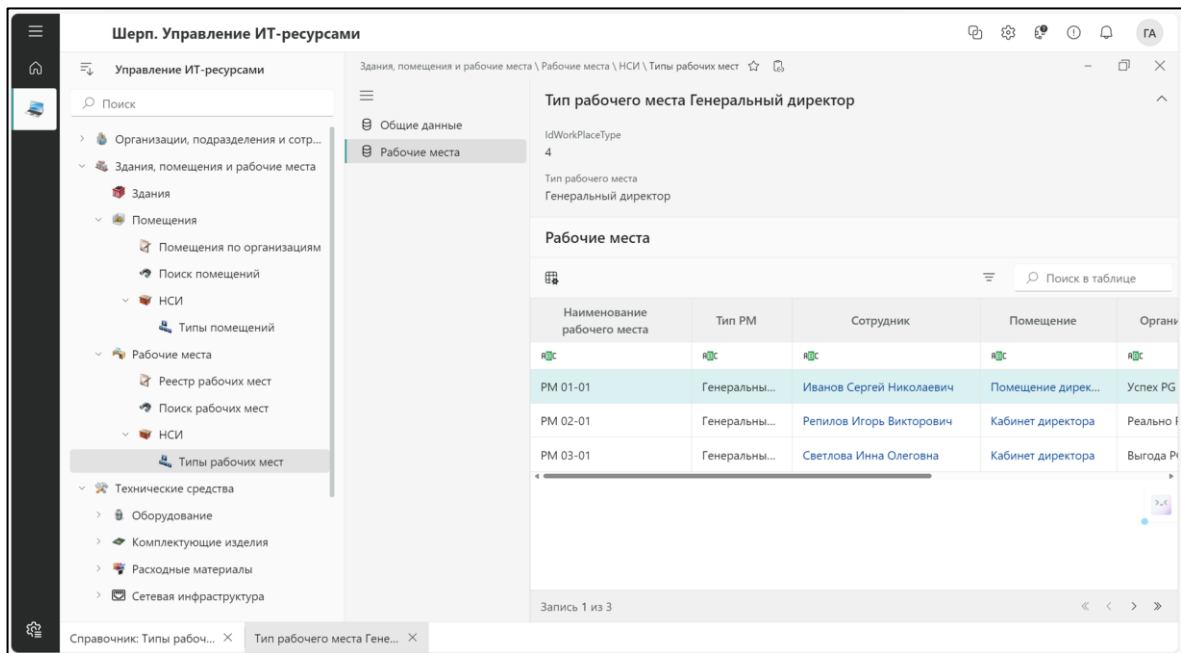 Шерп. Управление ИТ-ресурсами
ГА
Управление ИТ-ресурсами
Поиск
Организации, подразделения и сотр...
Здания, помещения и рабочие места
Здания
Помещения
Помещения по организациям
Поиск помещений
НСИ
Типы помещений
Рабочие места
Реестр рабочих мест
Поиск рабочих мест
НСИ
Типы рабочих мест
Технические средства
Оборудование
Комплектующие изделия
Расходные материалы
Сетевая инфраструктура
Здания, помещения и рабочие места \ Рабочие места \ НСИ \ Типы рабочих мест
Общие данные
Рабочие места
Тип рабочего места Генеральный директор
IdWorkPlaceType
4
Тип рабочего места
Генеральный директор
Рабочие места
Поиск в таблице
Наименование рабочего места Тип РМ Сотрудник Помещение Органи
РМ 01-01 Генеральны... Иванов Сергей Николаевич Помещение дирек... Успех PG
РМ 02-01 Генеральны... Репилов Игорь Викторович Кабинет директора Реально
РМ 03-01 Генеральны... Светлова Инна Олеговна Кабинет директора Выгода
Запись 1 из 3
Справочник: Типы рабоч... Тип рабочего места Гене...